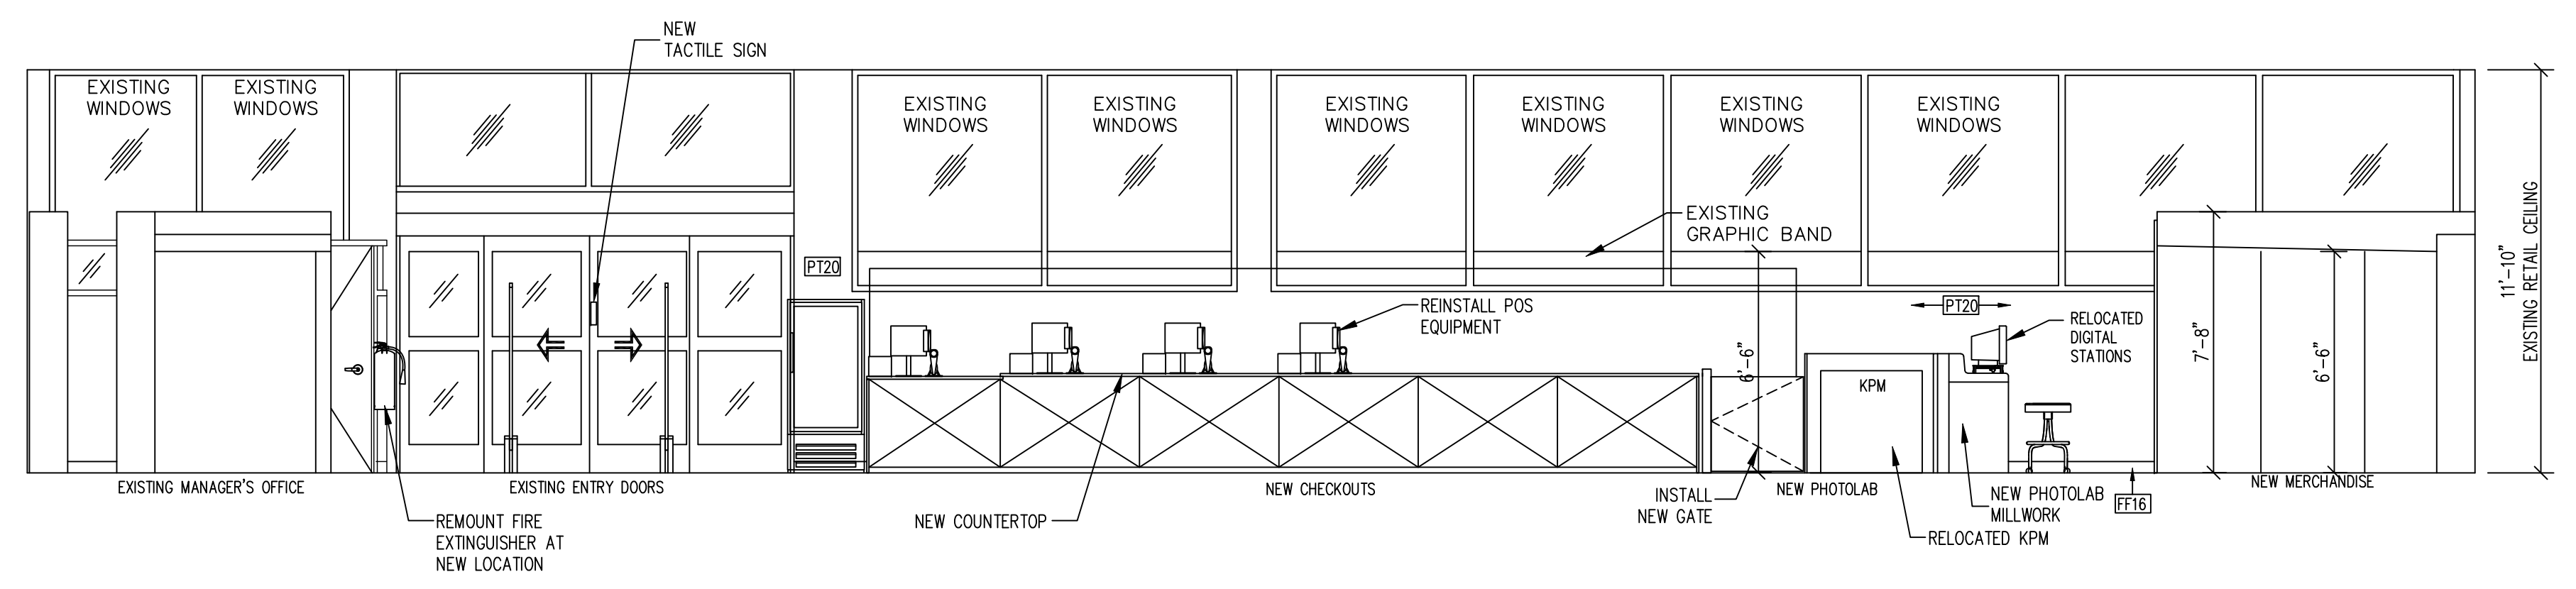 NEW
TACTILE SIGN
EXISTING
WINDOWS
EXISTING
WINDOWS
EXISTING
WINDOWS
EXISTING
WINDOWS
EXISTING
WINDOWS
EXISTING
WINDOWS
EXISTING
WINDOWS
EXISTING
WINDOWS
EXISTING
GRAPHIC BAND
PT20
REINSTALL POS
EQUIPMENT
PT20
RELOCATED
DIGITAL
STATIONS
6'-6"
7'-8"
6'-6"
11'-10"
EXISTING RETAIL CEILING
KPM
EXISTING MANAGER'S OFFICE
EXISTING ENTRY DOORS
NEW CHECKOUTS
NEW PHOTOLAB
NEW MERCHANDISE
REMOUNT FIRE
EXTINGUISHER AT
NEW LOCATION
NEW COUNTERTOP
INSTALL
NEW GATE
NEW PHOTOLAB
MILLWORK
FF16
RELOCATED KPM